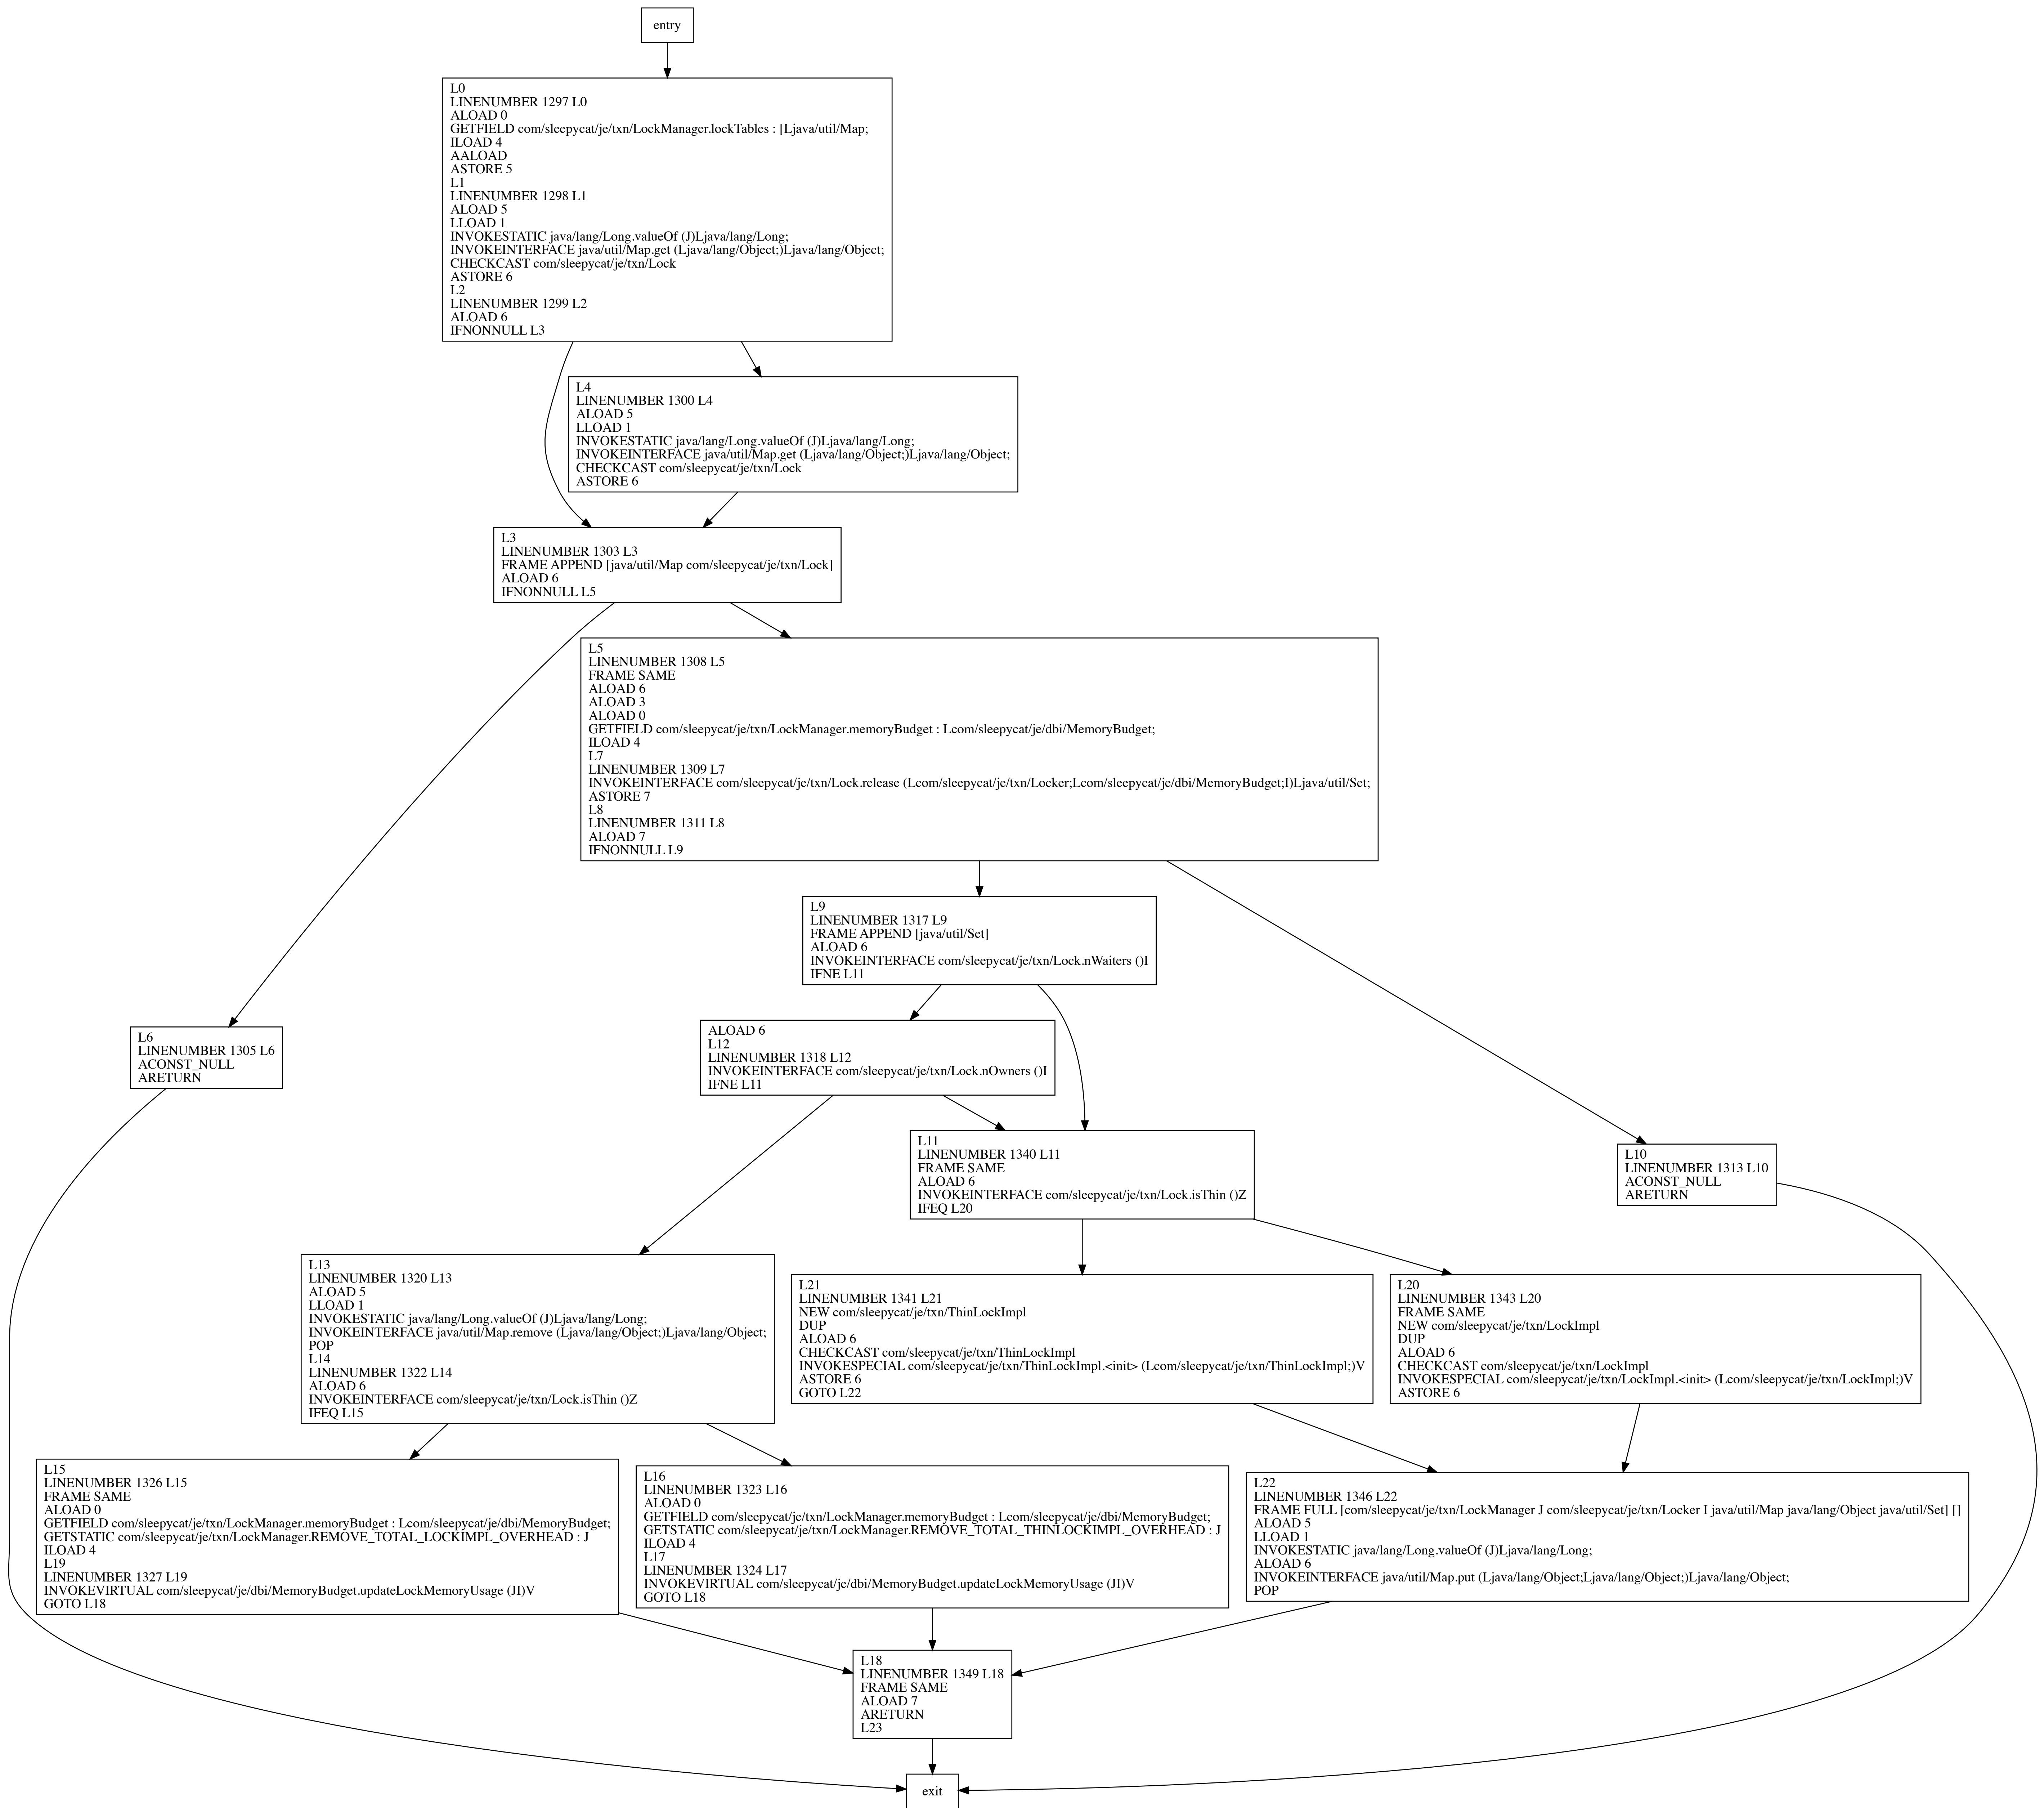 entry
L0
LINENUMBER 1297 L0
ALOAD 0
GETFIELD com/sleepycat/je/txn/LockManager.lockTables : [Ljava/util/Map;
ILOAD 4
AALOAD
ASTORE 5
L1
LINENUMBER 1298 L1
ALOAD 5
LLOAD 1
INVOKESTATIC java/lang/Long.valueOf (J)Ljava/lang/Long;
INVOKEINTERFACE java/util/Map.get (Ljava/lang/Object;)Ljava/lang/Object;
CHECKCAST com/sleepycat/je/txn/Lock
ASTORE 6
L2
LINENUMBER 1299 L2
ALOAD 6
IFNONNULL L3
L4
LINENUMBER 1300 L4
ALOAD 5
LLOAD 1
INVOKESTATIC java/lang/Long.valueOf (J)Ljava/lang/Long;
INVOKEINTERFACE java/util/Map.get (Ljava/lang/Object;)Ljava/lang/Object;
CHECKCAST com/sleepycat/je/txn/Lock
ASTORE 6
L3
LINENUMBER 1303 L3
FRAME APPEND [java/util/Map com/sleepycat/je/txn/Lock]
ALOAD 6
IFNONNULL L5
L5
LINENUMBER 1308 L5
FRAME SAME
ALOAD 6
ALOAD 3
ALOAD 0
GETFIELD com/sleepycat/je/txn/LockManager.memoryBudget : Lcom/sleepycat/je/dbi/MemoryBudget;
ILOAD 4
L7
LINENUMBER 1309 L7
INVOKEINTERFACE com/sleepycat/je/txn/Lock.release (Lcom/sleepycat/je/txn/Locker;Lcom/sleepycat/je/dbi/MemoryBudget;I)Ljava/util/Set;
ASTORE 7
L8
LINENUMBER 1311 L8
ALOAD 7
IFNONNULL L9
L9
LINENUMBER 1317 L9
FRAME APPEND [java/util/Set]
ALOAD 6
INVOKEINTERFACE com/sleepycat/je/txn/Lock.nWaiters ()I
IFNE L11
L6
LINENUMBER 1305 L6
ACONST_NULL
ARETURN
ALOAD 6
L12
LINENUMBER 1318 L12
INVOKEINTERFACE com/sleepycat/je/txn/Lock.nOwners ()I
IFNE L11
L11
LINENUMBER 1340 L11
FRAME SAME
ALOAD 6
INVOKEINTERFACE com/sleepycat/je/txn/Lock.isThin ()Z
IFEQ L20
L10
LINENUMBER 1313 L10
ACONST_NULL
ARETURN
L13
LINENUMBER 1320 L13
ALOAD 5
LLOAD 1
INVOKESTATIC java/lang/Long.valueOf (J)Ljava/lang/Long;
INVOKEINTERFACE java/util/Map.remove (Ljava/lang/Object;)Ljava/lang/Object;
POP
L14
LINENUMBER 1322 L14
ALOAD 6
INVOKEINTERFACE com/sleepycat/je/txn/Lock.isThin ()Z
IFEQ L15
L21
LINENUMBER 1341 L21
NEW com/sleepycat/je/txn/ThinLockImpl
DUP
ALOAD 6
CHECKCAST com/sleepycat/je/txn/ThinLockImpl
INVOKESPECIAL com/sleepycat/je/txn/ThinLockImpl.<init> (Lcom/sleepycat/je/txn/ThinLockImpl;)V
ASTORE 6
GOTO L22
L20
LINENUMBER 1343 L20
FRAME SAME
NEW com/sleepycat/je/txn/LockImpl
DUP
ALOAD 6
CHECKCAST com/sleepycat/je/txn/LockImpl
INVOKESPECIAL com/sleepycat/je/txn/LockImpl.<init> (Lcom/sleepycat/je/txn/LockImpl;)V
ASTORE 6
L15
LINENUMBER 1326 L15
FRAME SAME
ALOAD 0
GETFIELD com/sleepycat/je/txn/LockManager.memoryBudget : Lcom/sleepycat/je/dbi/MemoryBudget;
GETSTATIC com/sleepycat/je/txn/LockManager.REMOVE_TOTAL_LOCKIMPL_OVERHEAD : J
ILOAD 4
L19
LINENUMBER 1327 L19
INVOKEVIRTUAL com/sleepycat/je/dbi/MemoryBudget.updateLockMemoryUsage (JI)V
GOTO L18
L16
LINENUMBER 1323 L16
ALOAD 0
GETFIELD com/sleepycat/je/txn/LockManager.memoryBudget : Lcom/sleepycat/je/dbi/MemoryBudget;
GETSTATIC com/sleepycat/je/txn/LockManager.REMOVE_TOTAL_THINLOCKIMPL_OVERHEAD : J
ILOAD 4
L17
LINENUMBER 1324 L17
INVOKEVIRTUAL com/sleepycat/je/dbi/MemoryBudget.updateLockMemoryUsage (JI)V
GOTO L18
L22
LINENUMBER 1346 L22
FRAME FULL [com/sleepycat/je/txn/LockManager J com/sleepycat/je/txn/Locker I java/util/Map java/lang/Object java/util/Set] []
ALOAD 5
LLOAD 1
INVOKESTATIC java/lang/Long.valueOf (J)Ljava/lang/Long;
ALOAD 6
INVOKEINTERFACE java/util/Map.put (Ljava/lang/Object;Ljava/lang/Object;)Ljava/lang/Object;
POP
L18
LINENUMBER 1349 L18
FRAME SAME
ALOAD 7
ARETURN
L23
exit